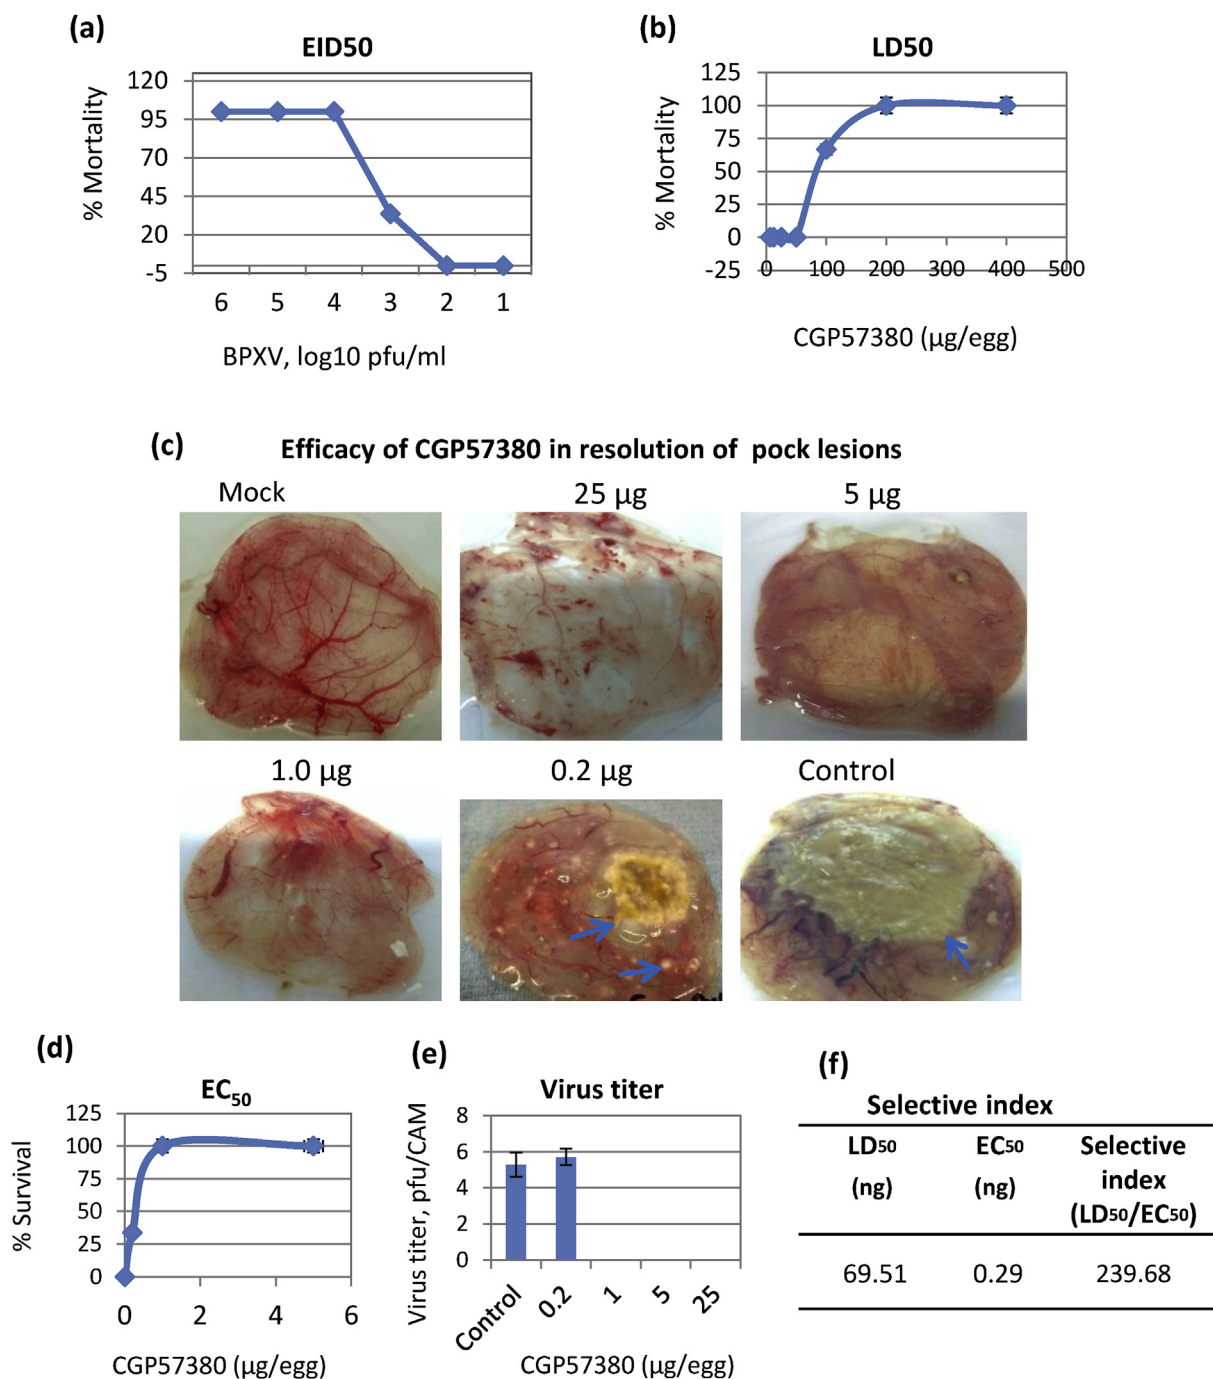 (a)
EID50
120
95
70
45
20
-5
% Mortality
6 5 4 3 2 1
BPXV, log10 pfu/ml
(b)
LD50
125
100
75
50
25
0
-25
% Mortality
0 100 200 300 400 500
CGP57380 (µg/egg)
(c)
Efficacy of CGP57380 in resolution of pock lesions
Mock 25 µg 5 µg
1.0 µg 0.2 µg Control
(d)
EC50
125
100
75
50
25
0
% Survival
0 2 4 6
CGP57380 (µg/egg)
(e)
Virus titer
8
6
4
2
0
Virus titer, pfu/CAM
Control 0.2 1 5 25
CGP57380 (µg/egg)
(f)
Selective index
LD50 EC50 Selective
(ng) (ng) index
(LD50/EC50)
69.51 0.29 239.68